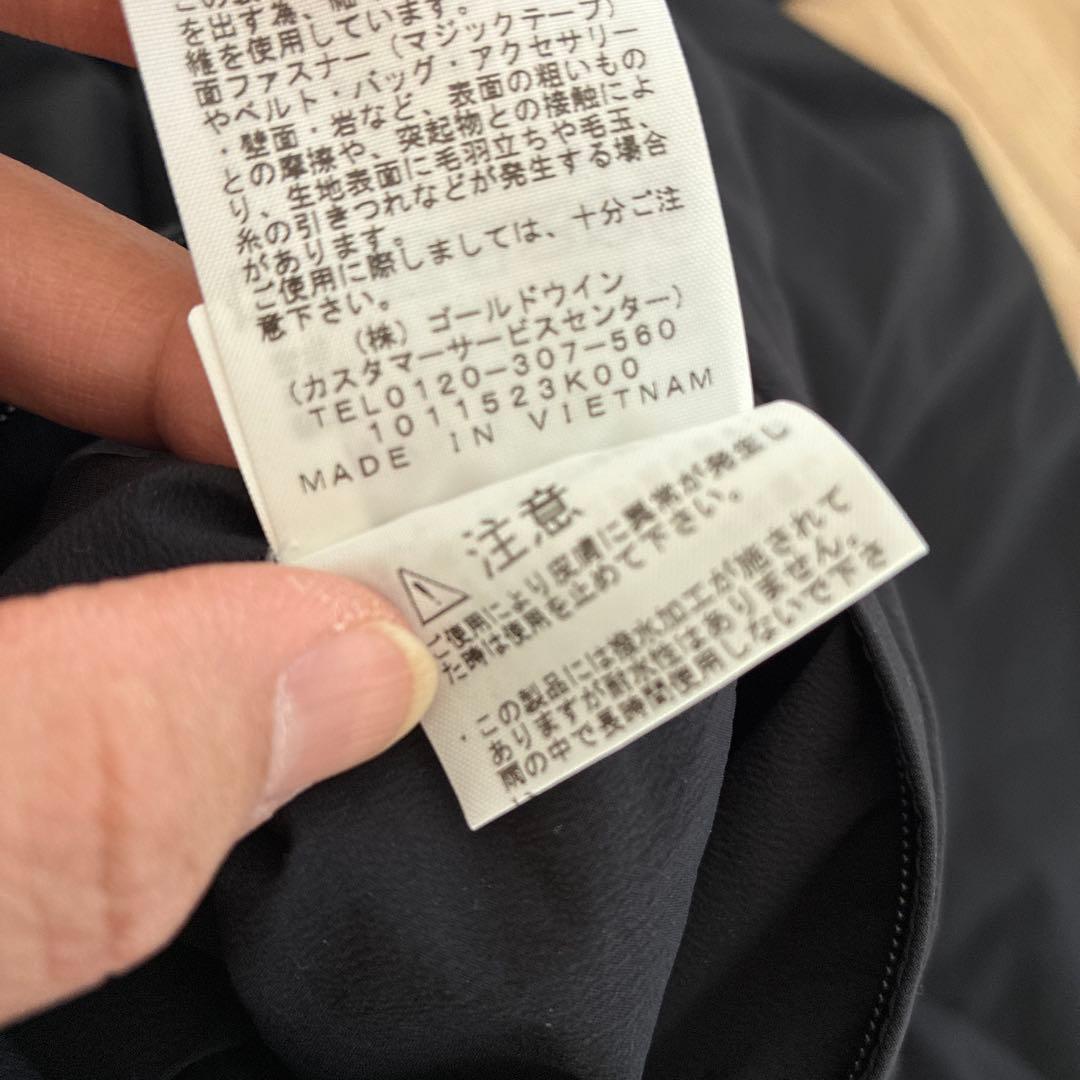 維を使用しています。
面ファスナー(マジックテープ)
やベルト・バッグ・アクセサリー
・壁面・岩など、表面の粗いもの
との摩擦や、突起物との接触によ
り、生地表面に毛羽立ちや毛玉、
糸の引きつれなどが発生する場合
があります。
ご使用に際しましては、十分ご注
意下さい。
(株)ゴールドウイン
(カスタマーサービスセンター)
TEL0120-307-560
1011523K00
MADE IN VIETNAM
注意
ご使用により皮膚に異常が発生し
た時は使用を止めて下さい。
・この製品には撥水加工が施されて
ありますが耐水性はありません。
雨の中で長時間使用しないで下さ